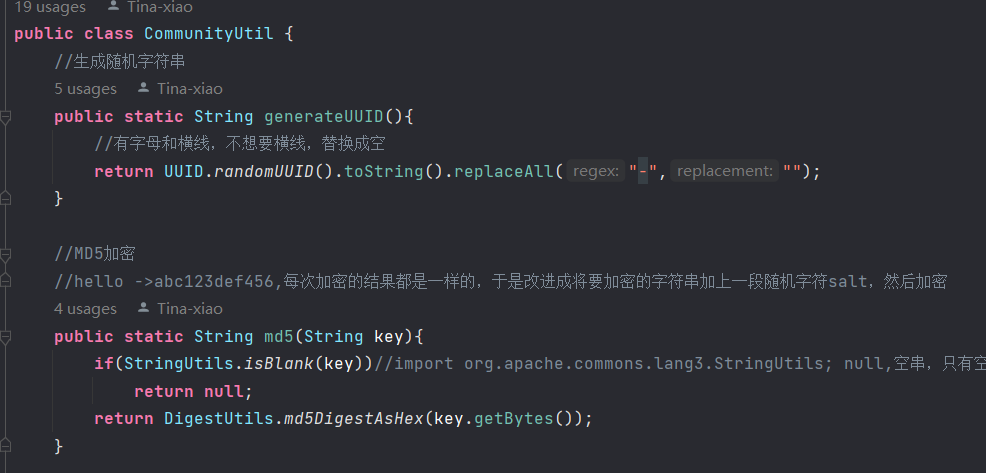 19 usages Tina-xiao
public class CommunityUtil {
//生成随机字符串
5 usages Tina-xiao
public static String generateUUID(){
//有字母和横线，不想要横线，替换成空
return UUID.randomUUID().toString().replaceAll( regex: "-", replacement: "");
}
//MD5加密
//hello ->abc123def456,每次加密的结果都是一样的，于是改进成将要加密的字符串加上一段随机字符salt，然后加密
4 usages Tina-xiao
public static String md5(String key){
if(StringUtils.isBlank(key))//import org.apache.commons.lang3.StringUtils; null,空串，只有空
return null;
return DigestUtils.md5DigestAsHex(key.getBytes());
}